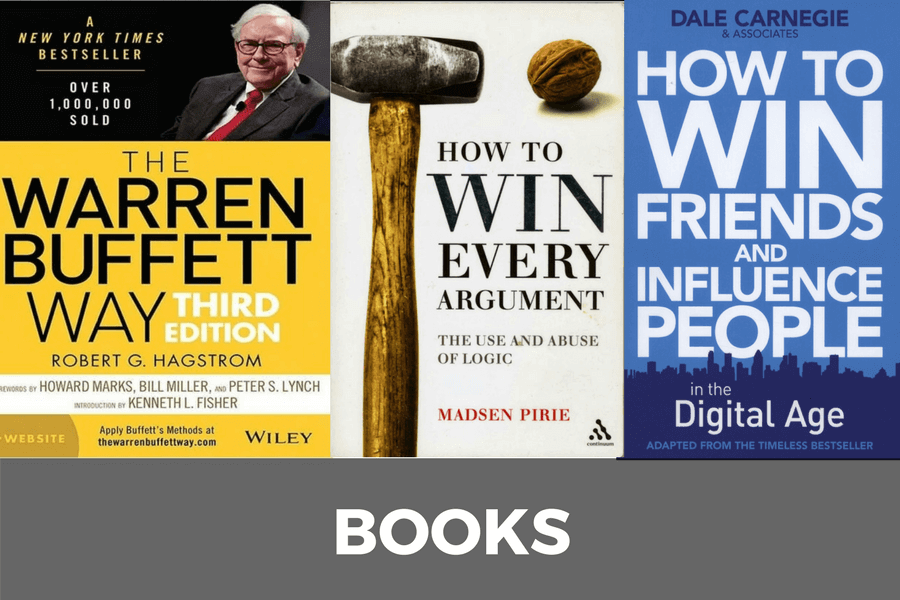 A
NEW YORK TIMES
BESTSELLER
OVER
1,000,000
SOLD
THE
WARREN
BUFFETT
WAY THIRD
EDITION
ROBERT G. HAGSTROM
REWORDS BY HOWARD MARKS, BILL MILLER, AND PETER S. LYNCH
INTRODUCTION BY KENNETH L. FISHER
+WEBSITE
Apply Buffett's Methods at
thewarrenbuffettway.com
WILEY
HOW TO
WIN
EVERY
ARGUMENT
THE USE AND ABUSE
OF LOGIC
MADSEN PIRIE
continuum
DALE CARNEGIE
& ASSOCIATES
HOW TO
WIN
FRIENDS
AND
INFLUENCE
PEOPLE
in the
Digital Age
ADAPTED FROM THE TIMELESS BESTSELLER
BOOKS